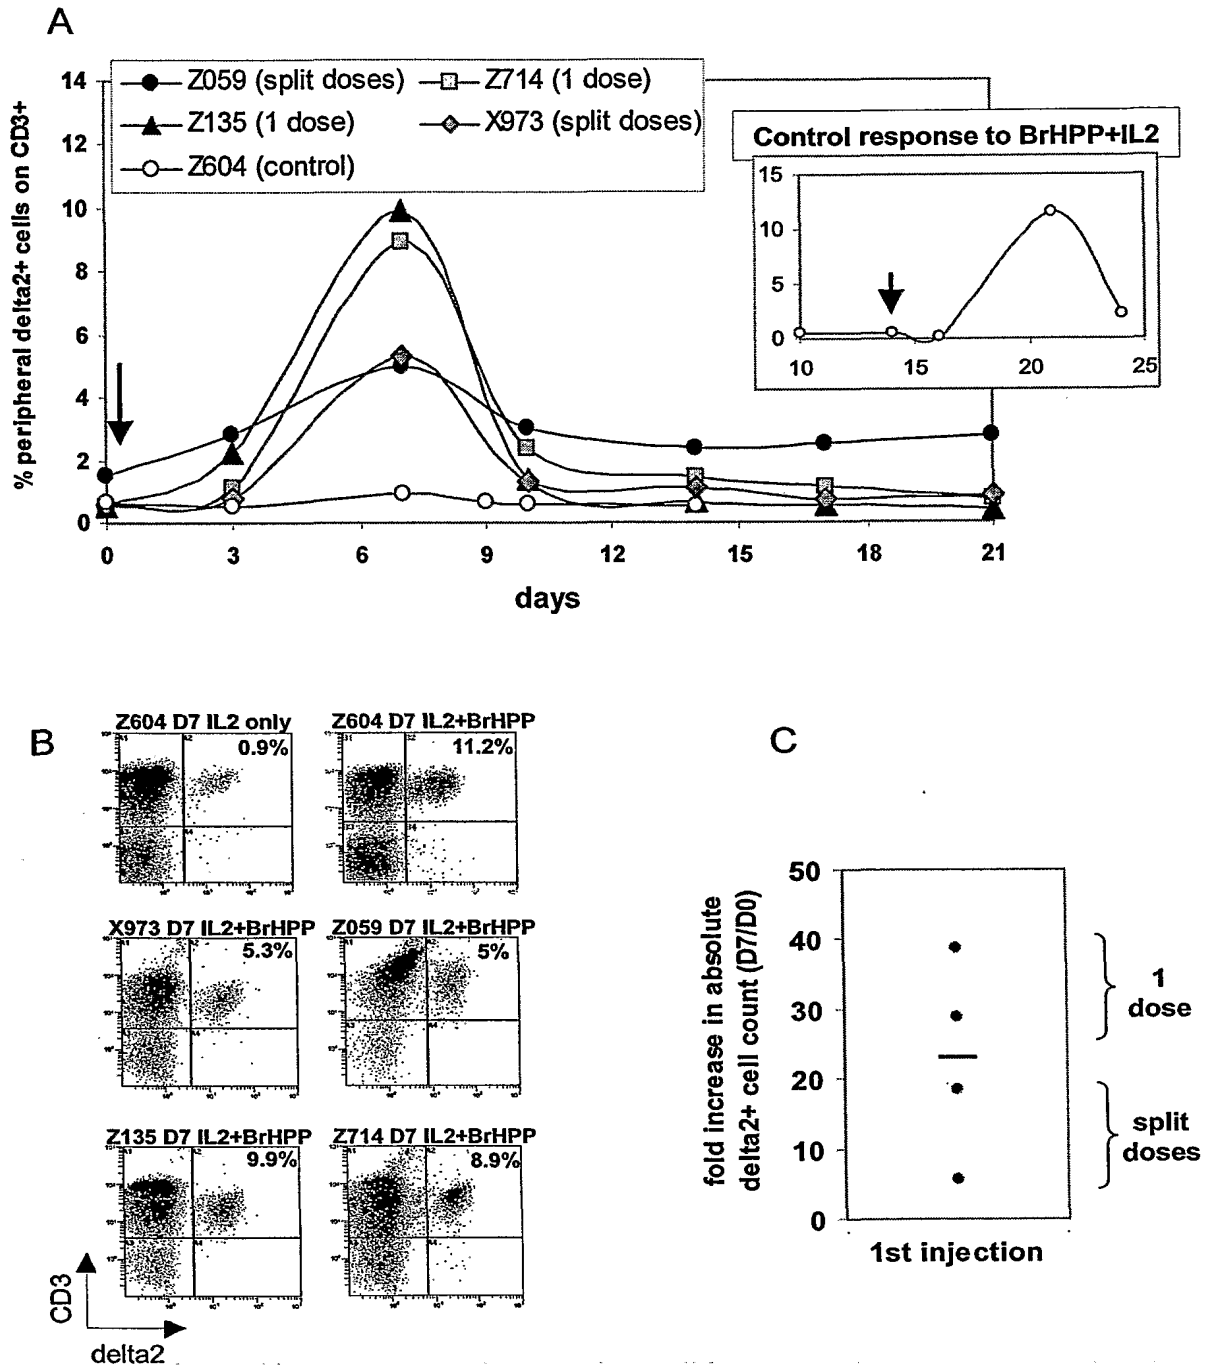 A
% peripheral delta2+ cells on CD3+
14
12
10
8
6
4
2
0
Z059 (split doses)
Z714 (1 dose)
Z135 (1 dose)
X973 (split doses)
Z604 (control)
0 3 6 9 12 15 18 21
days
Control response to BrHPP+IL2
15
10
5
0
10 15 20 25
B
Z604 D7 IL2 only
0.9%
Z604 D7 IL2+BrHPP
11.2%
X973 D7 IL2+BrHPP
5.3%
Z059 D7 IL2+BrHPP
5%
Z135 D7 IL2+BrHPP
9.9%
Z714 D7 IL2+BrHPP
8.9%
CD3
delta2
C
fold increase in absolute
delta2+ cell count (D7/D0)
50
40
30
20
10
0
1st injection
1
dose
split
doses